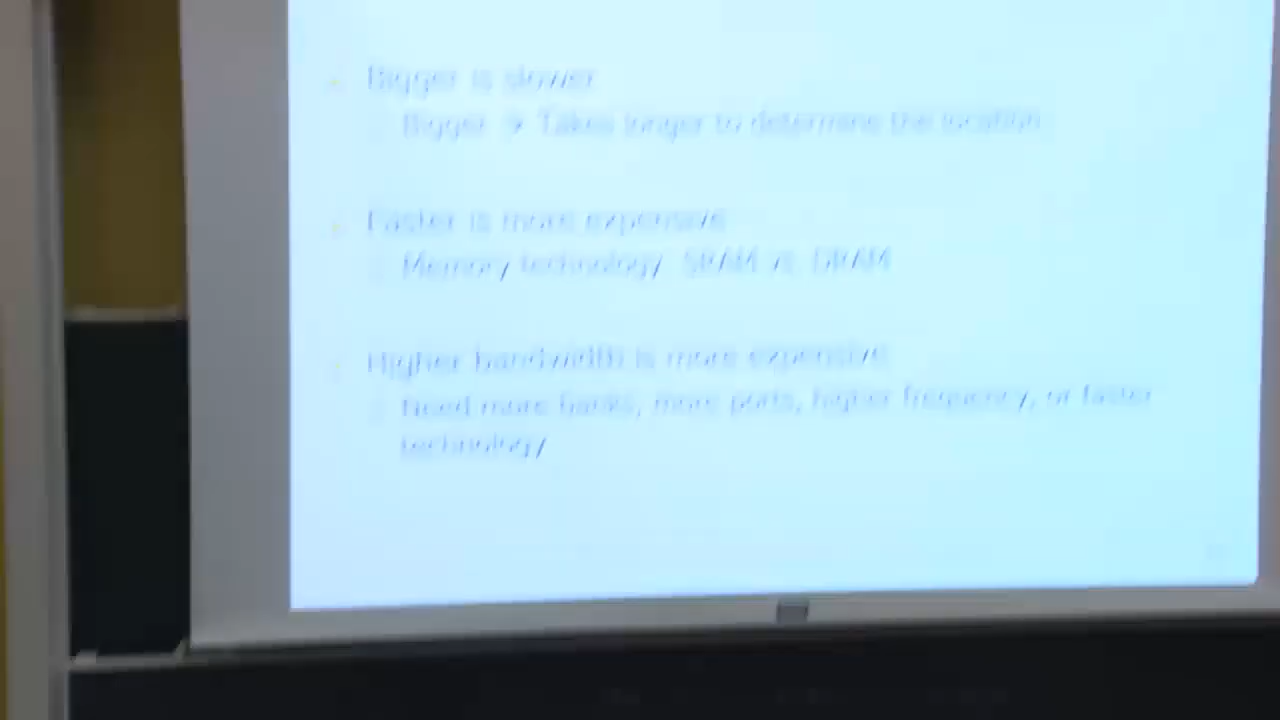 Bigger is slower
Bigger → Takes longer to determine the location
Faster is more expensive
Memory technology: SRAM vs. DRAM
Higher bandwidth is more expensive
Need more banks, more ports, higher frequency, or faster
technology